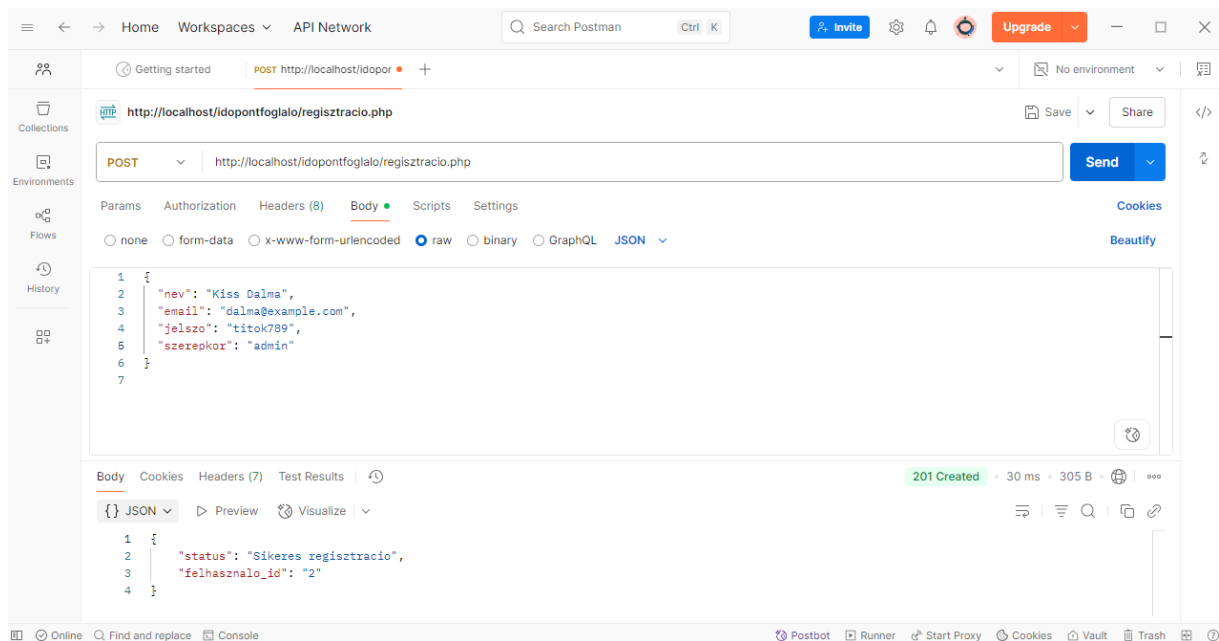 Home Workspaces API Network Search Postman Ctrl K Invite Upgrade
Getting started POST http://localhost/idopor No environment
HTTP http://localhost/idopontfoglalo/regisztracio.php Save Share
Collections
POST http://localhost/idopontfoglalo/regisztracio.php Send
Environments
Params Authorization Headers (8) Body Scripts Settings Cookies
Flows
none form-data x-www-form-urlencoded raw binary GraphQL JSON Beautify
History
1 {
2 "nev": "Kiss Dalma",
3 "email": "dalma@example.com",
4 "jelszo": "titok789",
5 "szerepkor": "admin"
6 }
7
Body Cookies Headers (7) Test Results 201 Created 30 ms 305 B
{} JSON Preview Visualize
1 {
2 "status": "Sikeres regisztracio",
3 "felhasznalo_id": "2"
4 }
Online Find and replace Console Postbot Runner Start Proxy Cookies Vault Trash